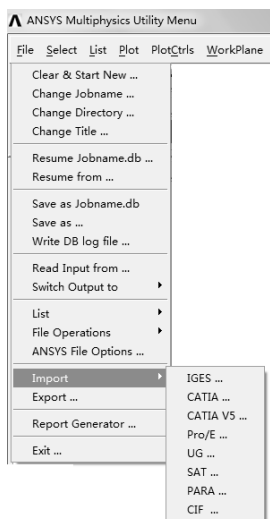 ANSYS Multiphysics Utility Menu
File Select List Plot PlotCtrls WorkPlane
Clear & Start New ...
Change Jobname ...
Change Directory ...
Change Title ...
Resume Jobname.db ...
Resume from ...
Save as Jobname.db
Save as ...
Write DB log file ...
Read Input from ...
Switch Output to
List
File Operations
ANSYS File Options ...
Import
Export ...
Report Generator ...
Exit ...
IGES ...
CATIA ...
CATIA V5 ...
Pro/E ...
UG ...
SAT ...
PARA ...
CIF ...